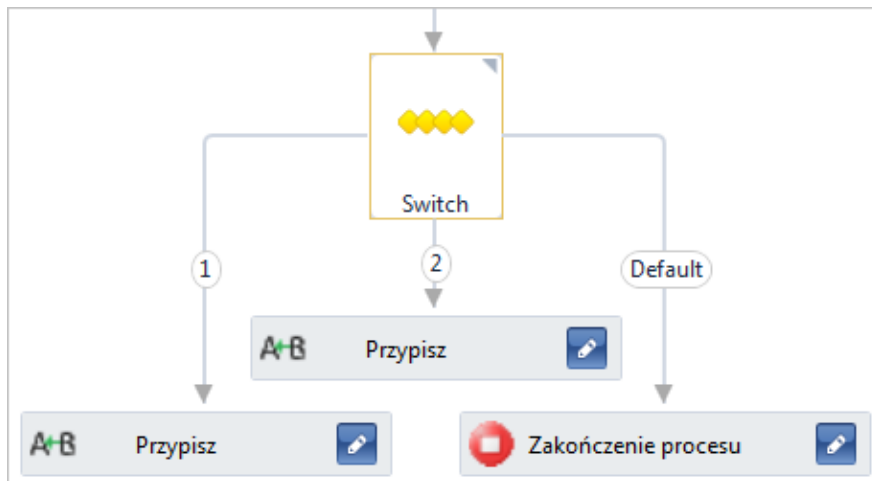 Switch
1
2
Default
A B Przypisz
A B Przypisz
Zakończenie procesu